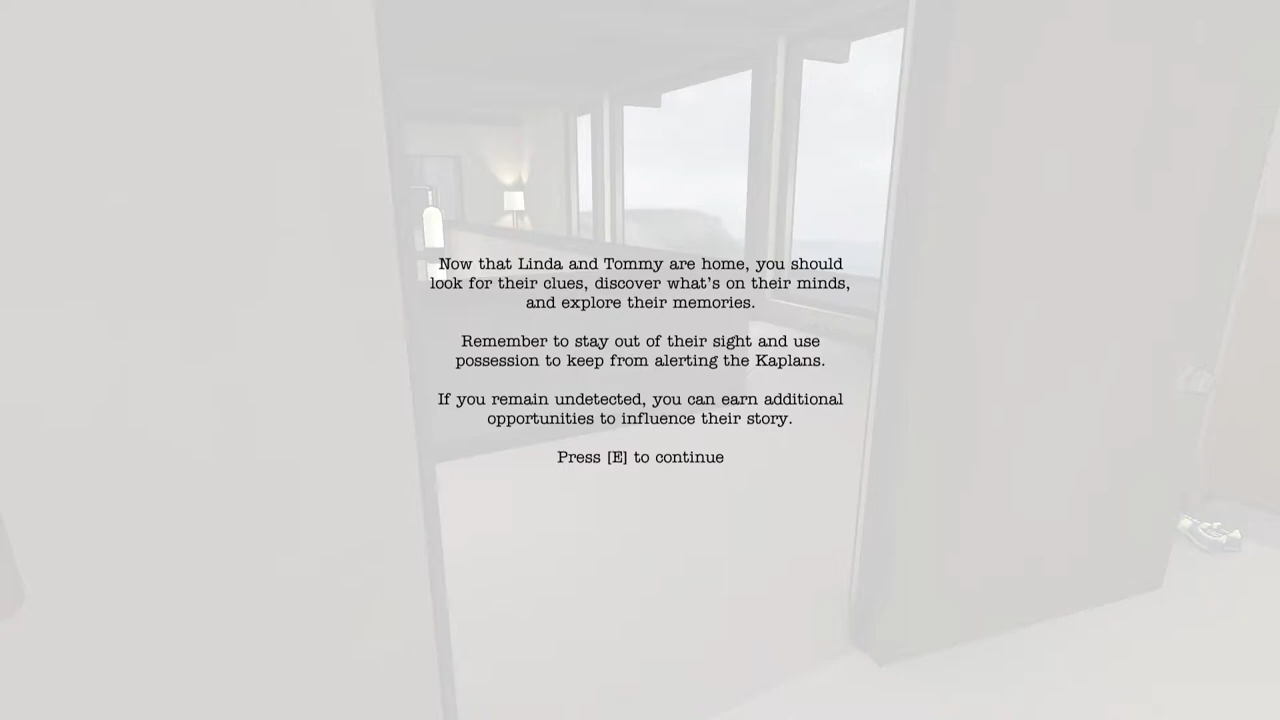 Now that Linda and Tommy are home, you should
look for their clues, discover what's on their minds,
and explore their memories.
Remember to stay out of their sight and use
possession to keep from alerting the Kaplans.
If you remain undetected, you can earn additional
opportunities to influence their story.
Press [E] to continue